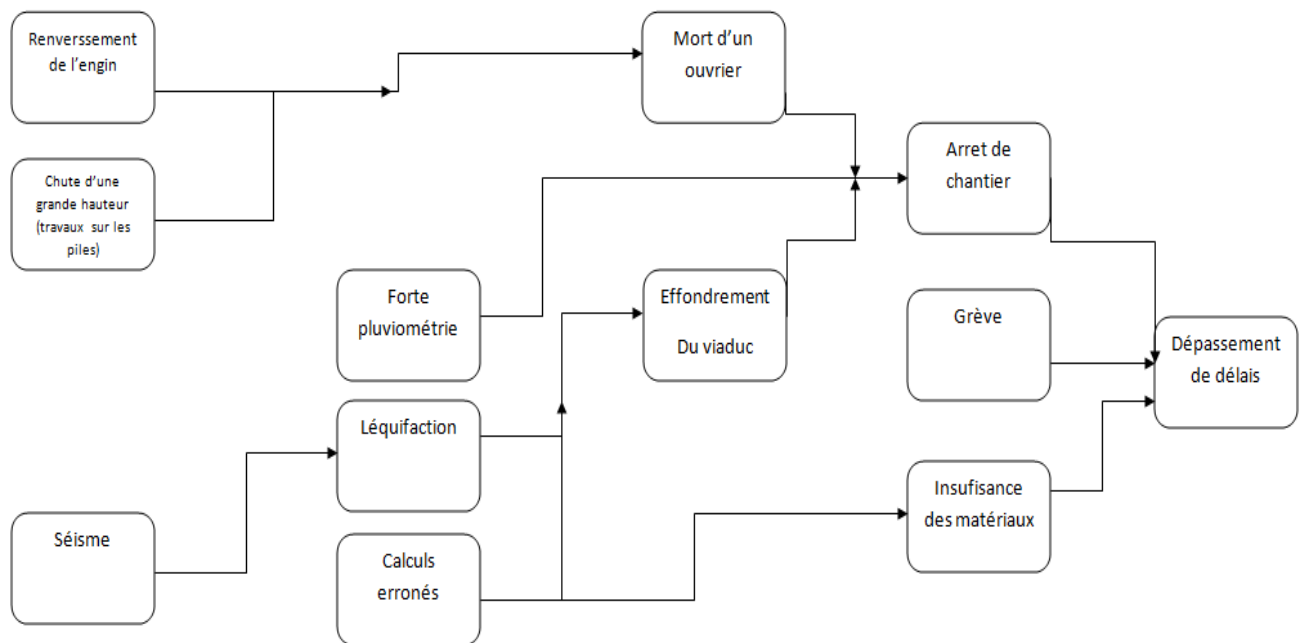 Renverssement
de l'engin
Mort d'un
ouvrier
Arret de
chantier
Chute d'une
grande hauteur
(travaux sur les
piles)
Forte
pluviométrie
Effondrement
Du viaduc
Grève
Dépassement
de délais
Léquifaction
Insufisance
des matériaux
Séisme
Calculs
erronés